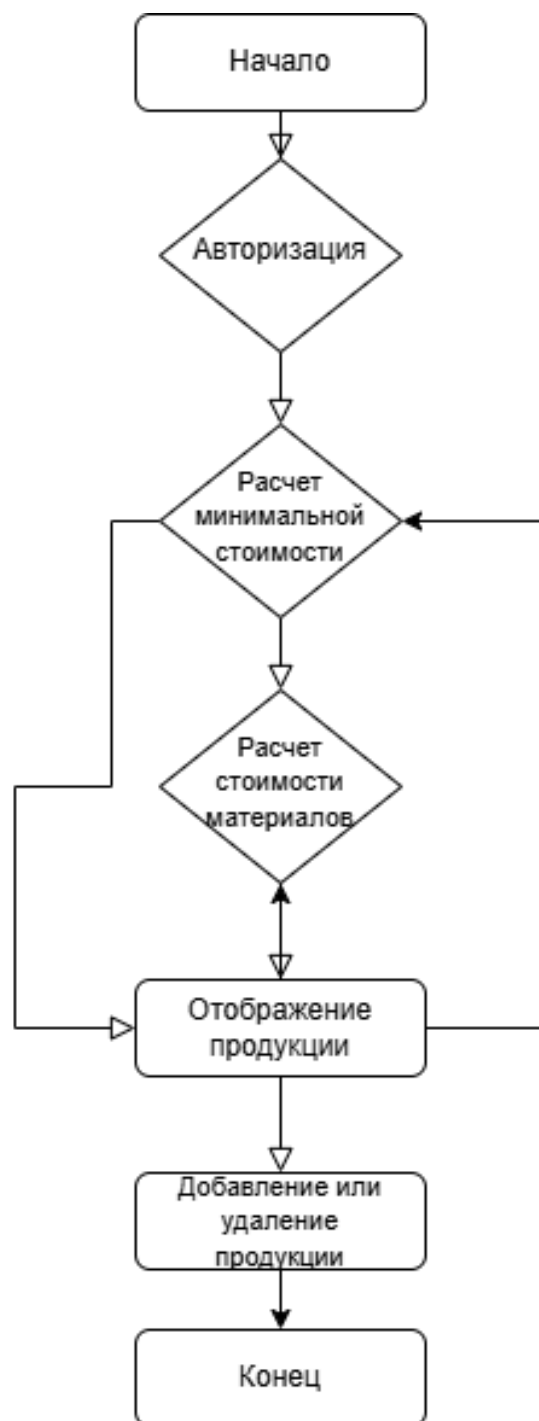 Начало
Авторизация
Расчет
минимальной
стоимости
Расчет
стоимости
материалов
Отображение
продукции
Добавление или
удаление
продукции
Конец